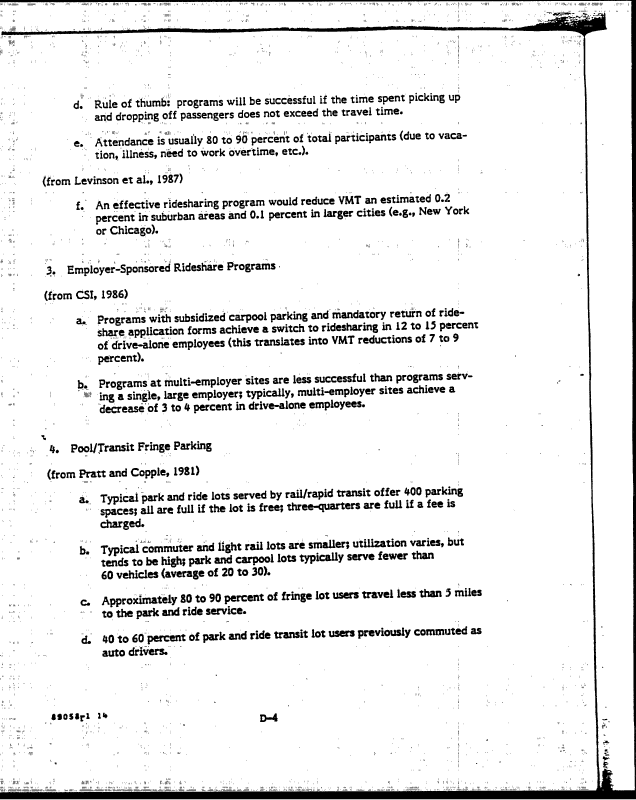 d. Rule of thumb: programs will be successful if the time spent picking up
and dropping off passengers does not exceed the travel time.
e. Attendance is usually 80 to 90 percent of total participants (due to vaca-
tion, illness, need to work overtime, etc.).
(from Levinson et al., 1987)
f. An effective ridesharing program would reduce VMT an estimated 0.2
percent in suburban areas and 0.1 percent in larger cities (e.g., New York
or Chicago).
3. Employer-Sponsored Rideshare Programs
(from CSI, 1986)
a. Programs with subsidized carpool parking and mandatory return of ride-
share application forms achieve a switch to ridesharing in 12 to 15 percent
of drive-alone employees (this translates into VMT reductions of 7 to 9
percent).
b. Programs at multi-employer sites are less successful than programs serv-
ing a single, large employer; typically, multi-employer sites achieve a
decrease of 3 to 4 percent in drive-alone employees.
4. Pool/Transit Fringe Parking
(from Pratt and Copple, 1981)
a. Typical park and ride lots served by rail/rapid transit offer 400 parking
spaces; all are full if the lot is free; three-quarters are full if a fee is
charged.
b. Typical commuter and light rail lots are smaller; utilization varies, but
tends to be high; park and carpool lots typically serve fewer than
60 vehicles (average of 20 to 30).
c. Approximately 80 to 90 percent of fringe lot users travel less than 5 miles
to the park and ride service.
d. 40 to 60 percent of park and ride transit lot users previously commuted as
auto drivers.
89058r1 14
D-4